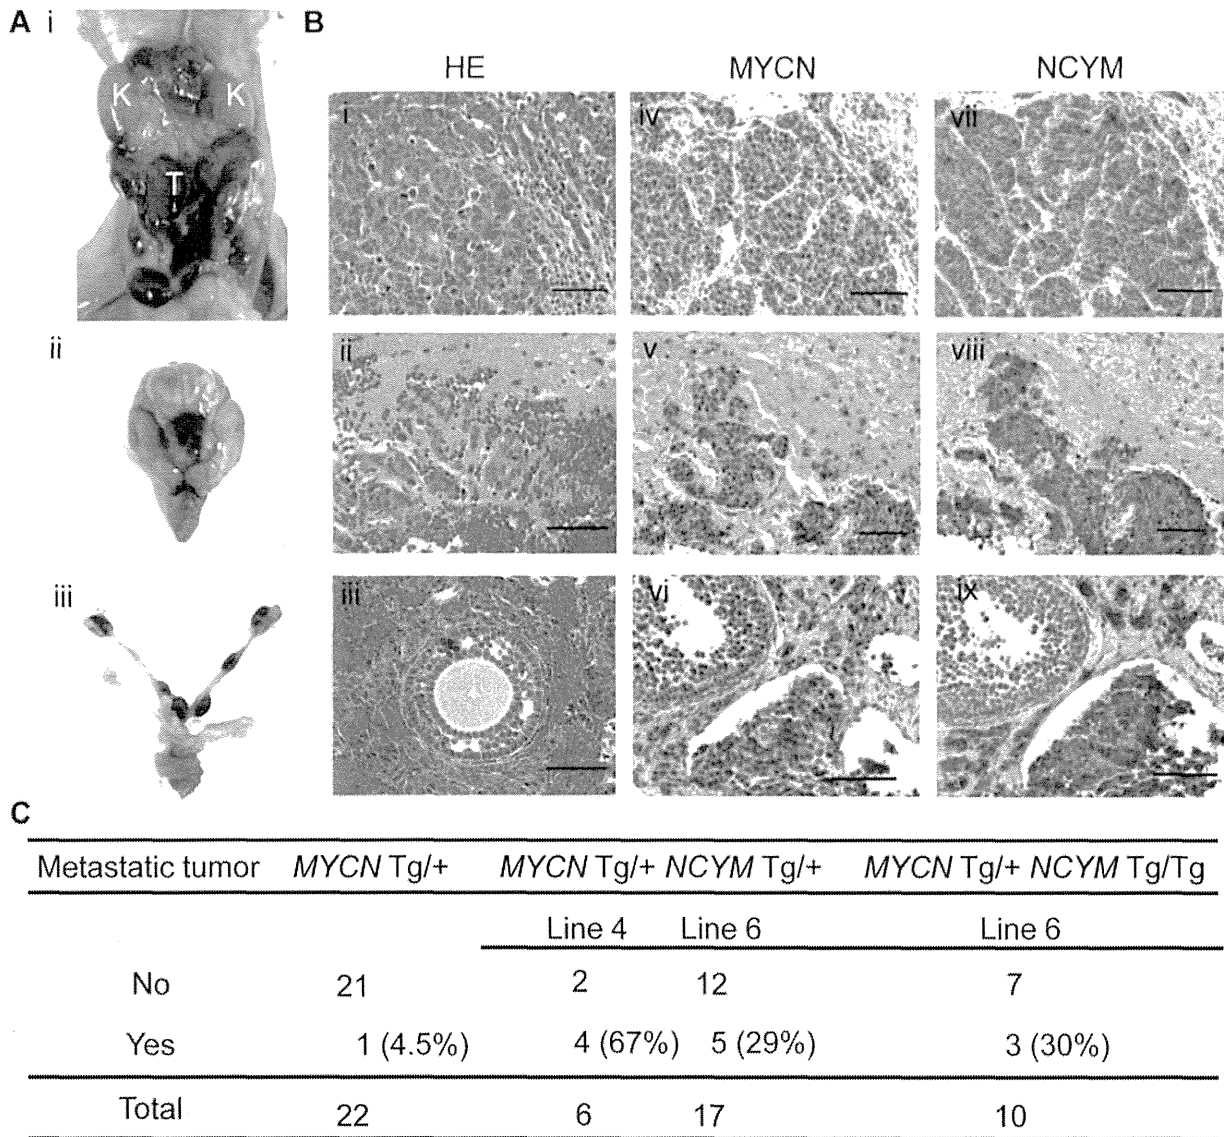 A i
K K
T
ii
iii
B
HE MYCN NCYM
i iv vii
ii v viii
iii vi ix
C
Metastatic tumor MYCN Tg/+ MYCN Tg/+ NCYM Tg/+ MYCN Tg/+ NCYM Tg/Tg
Line 4 Line 6 Line 6
No 21 2 12 7
Yes 1 (4.5%) 4 (67%) 5 (29%) 3 (30%)
Total 22 6 17 10